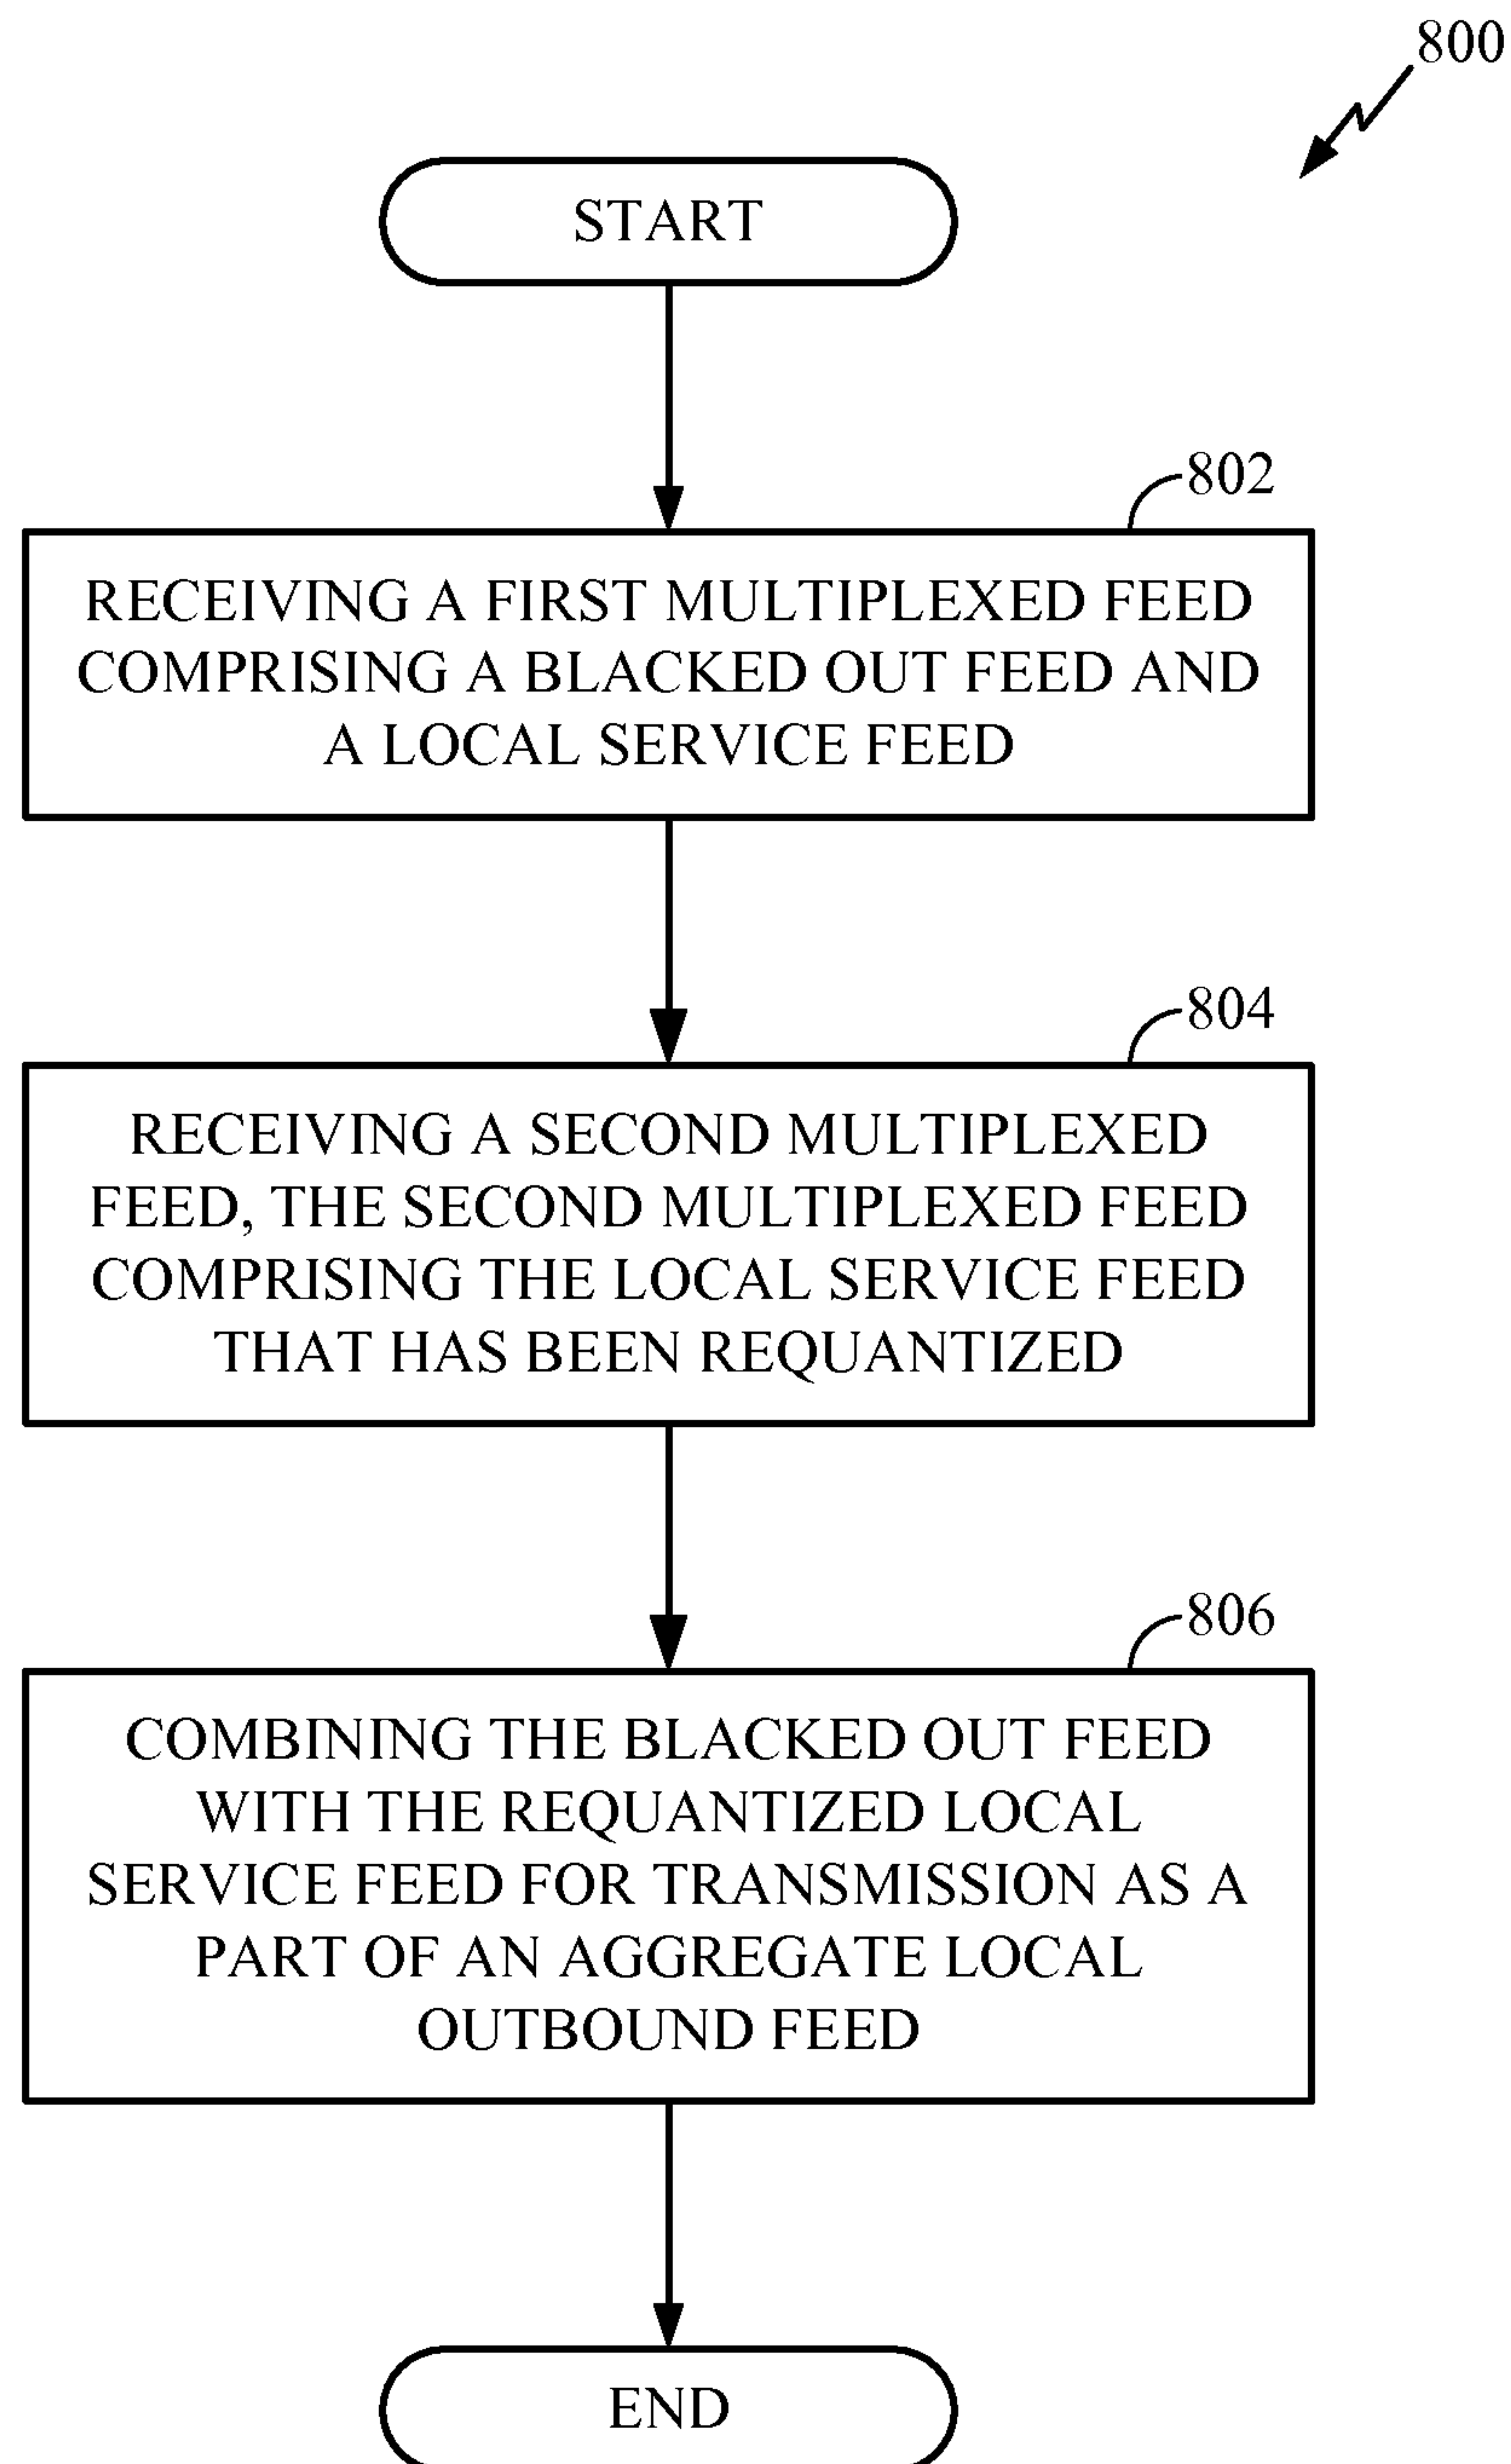 800
START
802
RECEIVING A FIRST MULTIPLEXED FEED
COMPRISING A BLACKED OUT FEED AND
A LOCAL SERVICE FEED
804
RECEIVING A SECOND MULTIPLEXED
FEED, THE SECOND MULTIPLEXED FEED
COMPRISING THE LOCAL SERVICE FEED
THAT HAS BEEN REQUANTIZED
806
COMBINING THE BLACKED OUT FEED
WITH THE REQUANTIZED LOCAL
SERVICE FEED FOR TRANSMISSION AS A
PART OF AN AGGREGATE LOCAL
OUTBOUND FEED
END